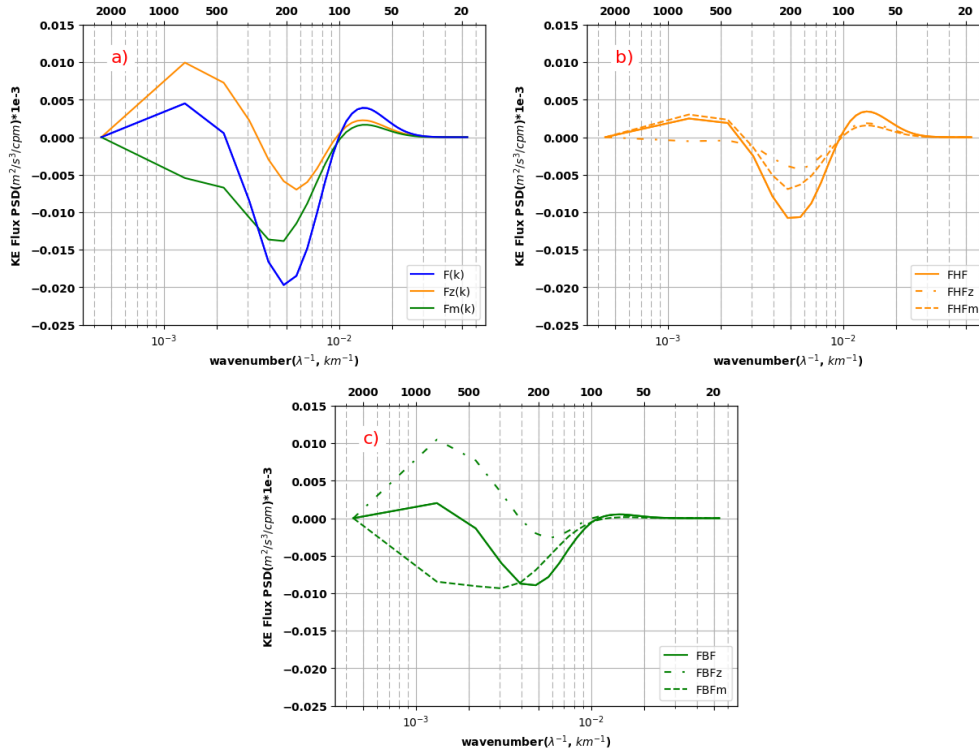 2000 1000 500 200 100 50 20
0.015
0.010
0.005
0.000
−0.005
−0.010
−0.015
−0.020
−0.025
KE Flux PSD(m²/s³/cpm)*1e-3
a)
F(k)
Fz(k)
Fm(k)
10⁻³ 10⁻²
wavenumber(λ⁻¹, km⁻¹)
2000 1000 500 200 100 50 20
0.015
0.010
0.005
0.000
−0.005
−0.010
−0.015
−0.020
−0.025
KE Flux PSD(m²/s³/cpm)*1e-3
b)
FHF
FHFz
FHFm
10⁻³ 10⁻²
wavenumber(λ⁻¹, km⁻¹)
2000 1000 500 200 100 50 20
0.015
0.010
0.005
0.000
−0.005
−0.010
−0.015
−0.020
−0.025
KE Flux PSD(m²/s³/cpm)*1e-3
c)
FBF
FBFz
FBFm
10⁻³ 10⁻²
wavenumber(λ⁻¹, km⁻¹)